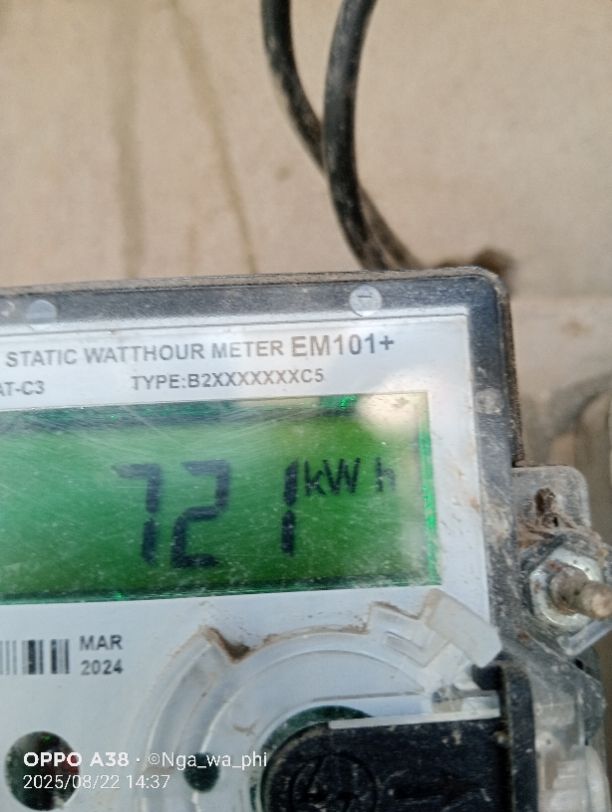 STATIC WATTHOUR METER EM101+
AT-C3 TYPE:B2XXXXXXXC5
721 kWh
MAR
2024
OPPO A38 · ©Nga_wa_phi
2025/08/22 14:37